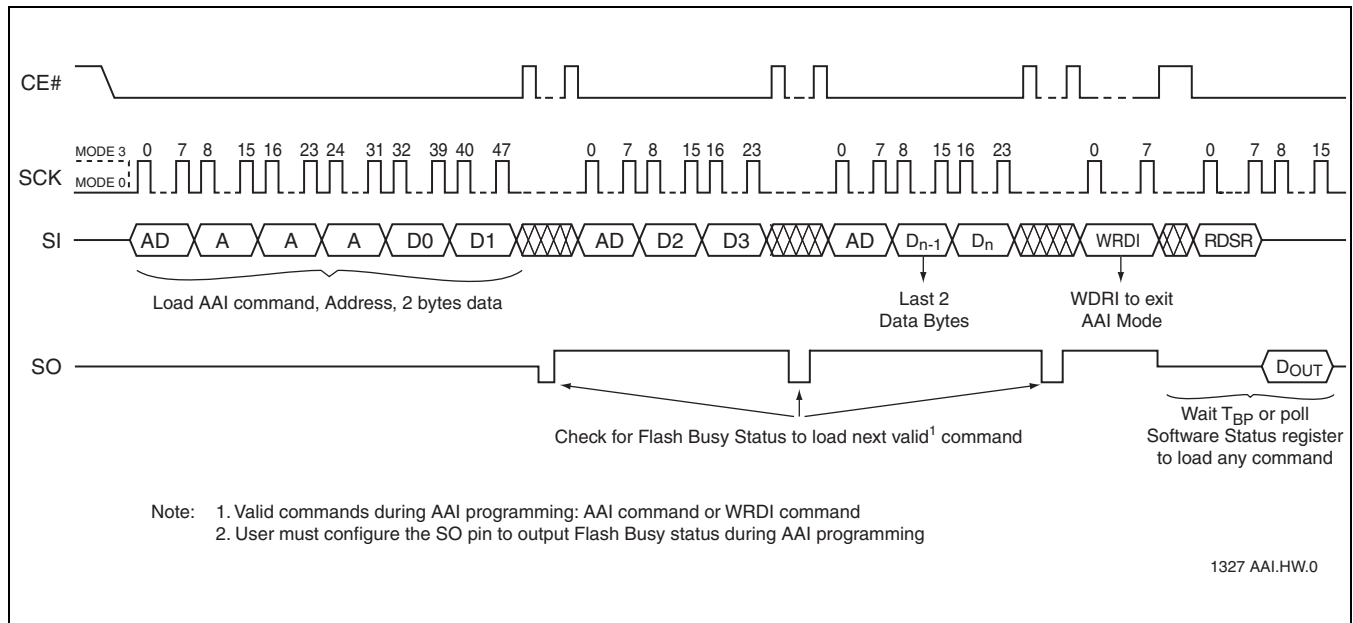 CE#
MODE 3
MODE 0
SCK
0 7 8 15 16 23 24 31 32 39 40 47 0 7 8 15 16 23 0 7 8 15 16 23 0 7 0 7 8 15
SI
AD A A A D0 D1 AD D2 D3 AD Dn-1 Dn WRDI RDSR
Load AAI command, Address, 2 bytes data
Last 2
Data Bytes
WDRI to exit
AAI Mode
SO
DOUT
Check for Flash Busy Status to load next valid1 command
Wait TBP or poll
Software Status register
to load any command
Note: 1. Valid commands during AAI programming: AAI command or WRDI command
2. User must configure the SO pin to output Flash Busy status during AAI programming
1327 AAI.HW.0